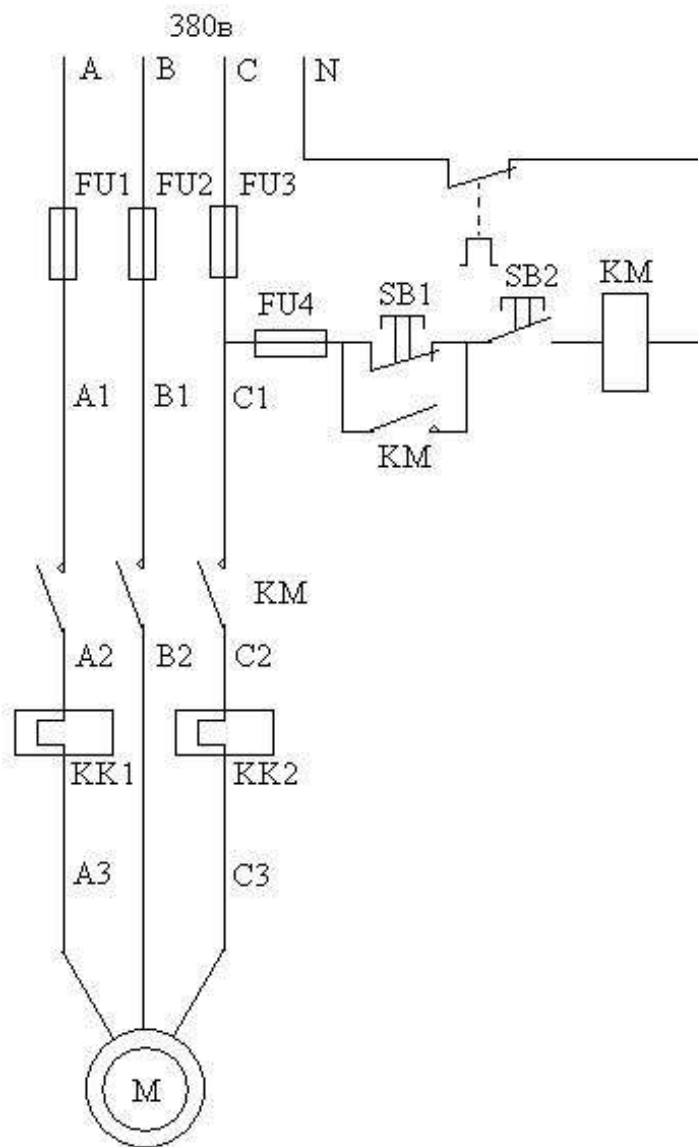 380в
A B C N
FU1 FU2 FU3
SB1 SB2 KM
FU4
A1 B1 C1
KM
KM
A2 B2 C2
KK1 KK2
A3 C3
M